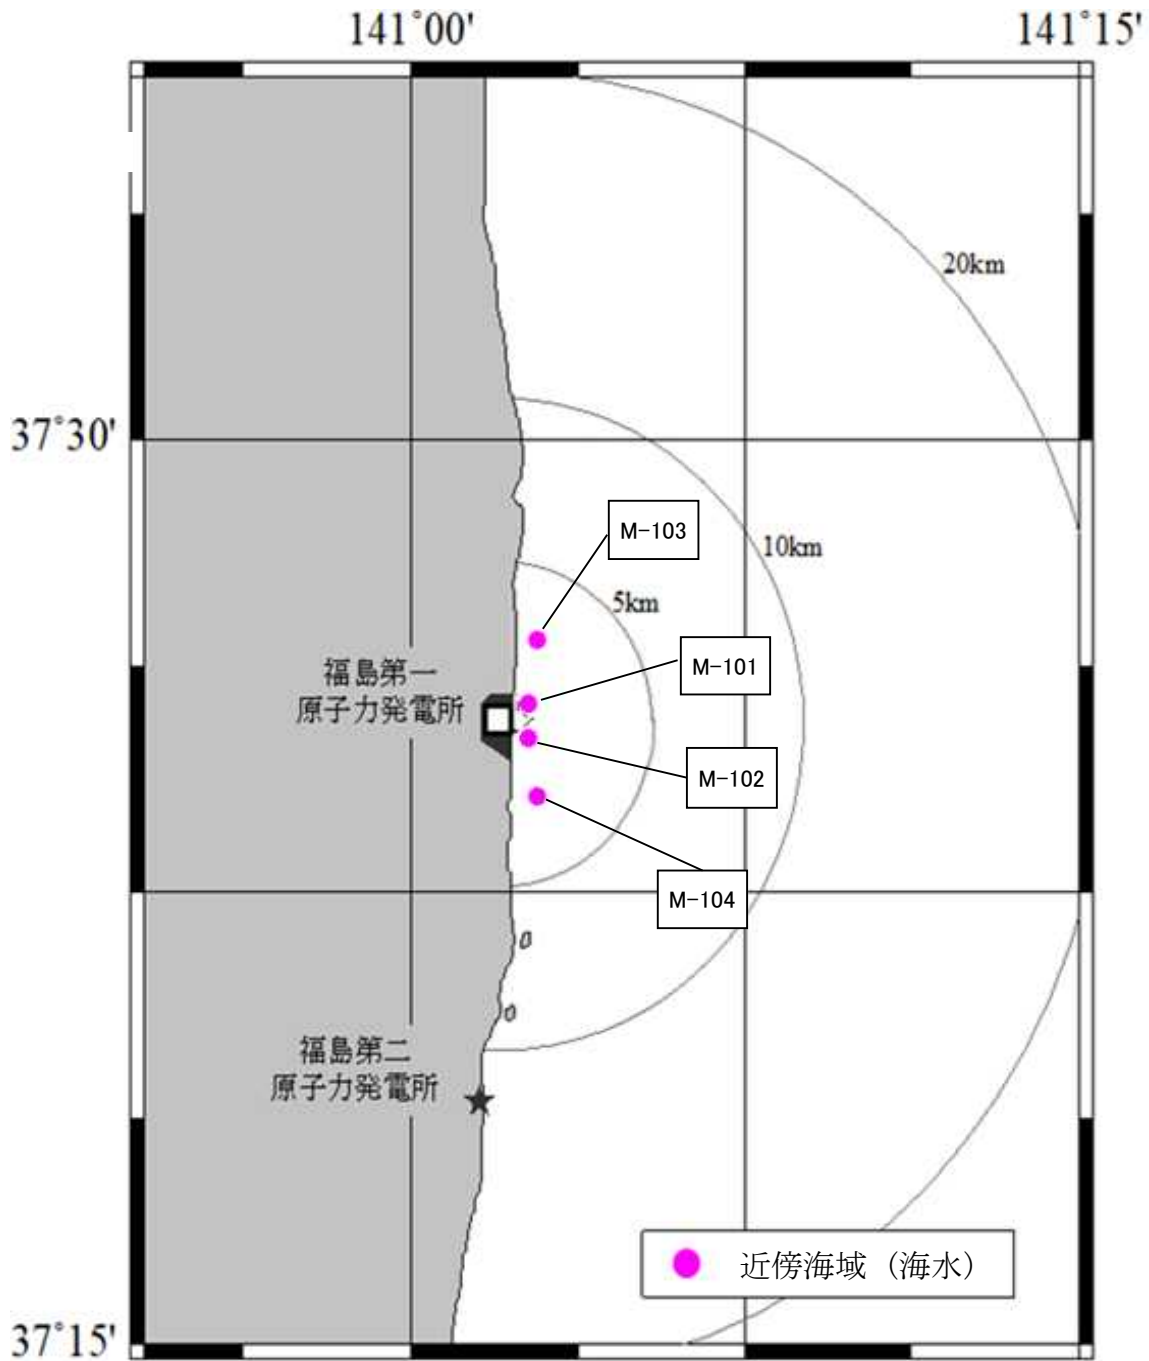 141°00'
141°15'
20km
37°30'
M-103
10km
5km
福島第一
原子力発電所
M-101
M-102
M-104
福島第二
原子力発電所
近傍海域（海水）
37°15'